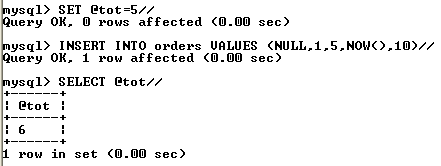 mysql> SET @tot=5//
Query OK, 0 rows affected (0.00 sec)
mysql> INSERT INTO orders VALUES (NULL,1,5,NOW(),10)//
Query OK, 1 row affected (0.00 sec)
mysql> SELECT @tot//
+------+
¦ @tot ¦
+------+
¦ 6    ¦
+------+
1 row in set (0.00 sec)